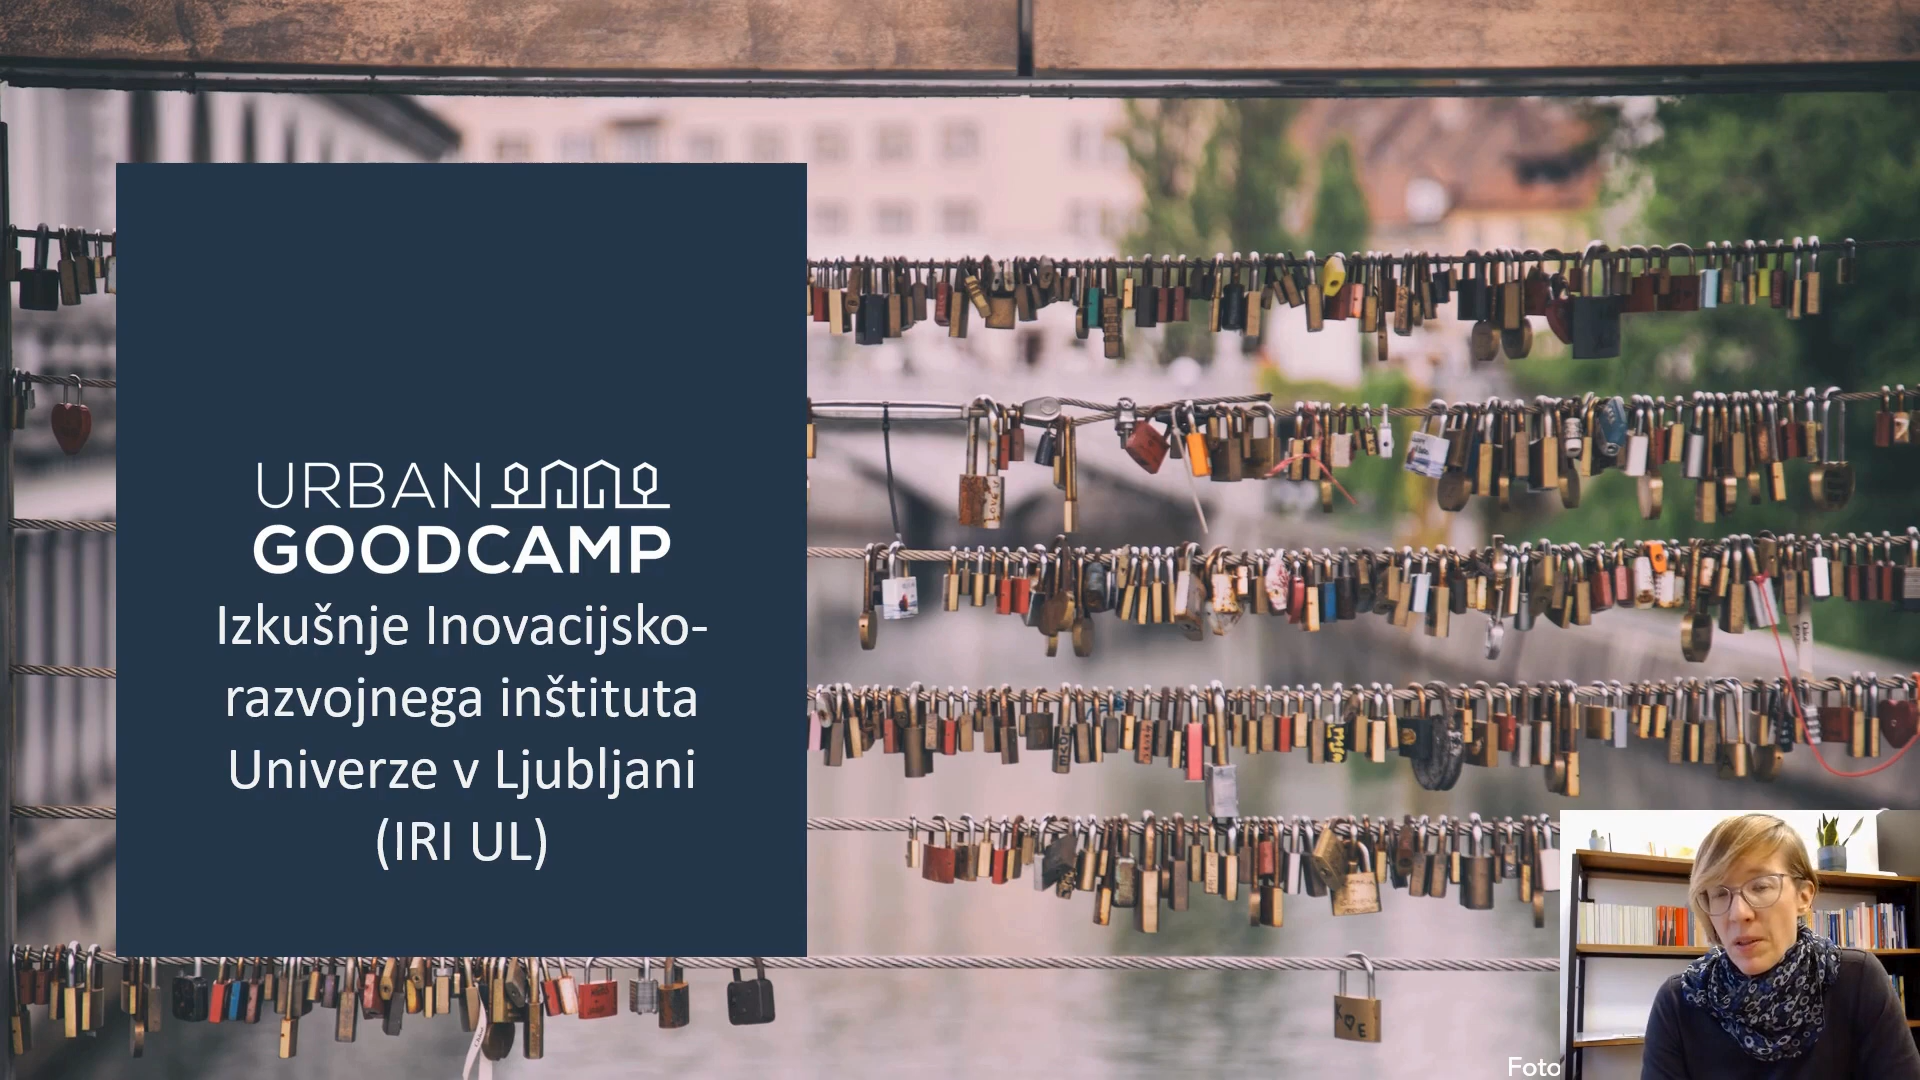 URBAN
GOODCAMP
Izkušnje Inovacijsko-
razvojnega inštituta
Univerze v Ljubljani
(IRI UL)
Foto
K E